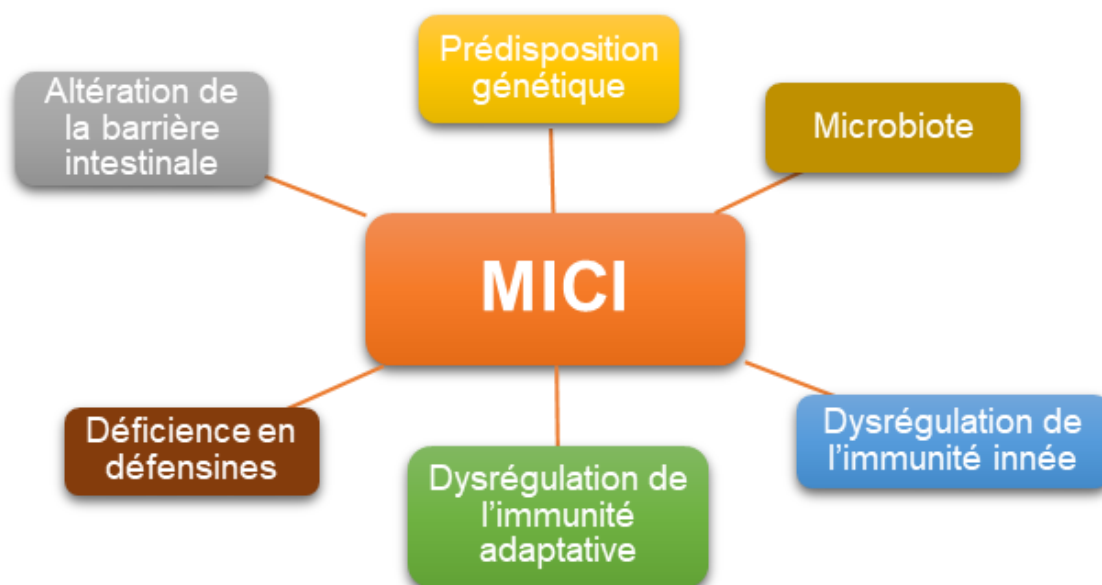 Prédisposition
génétique
Altération de
la barrière
intestinale
Microbiote
MICI
Déficience en
défensines
Dysrégulation de
l'immunité
adaptative
Dysrégulation de
l'immunité innée